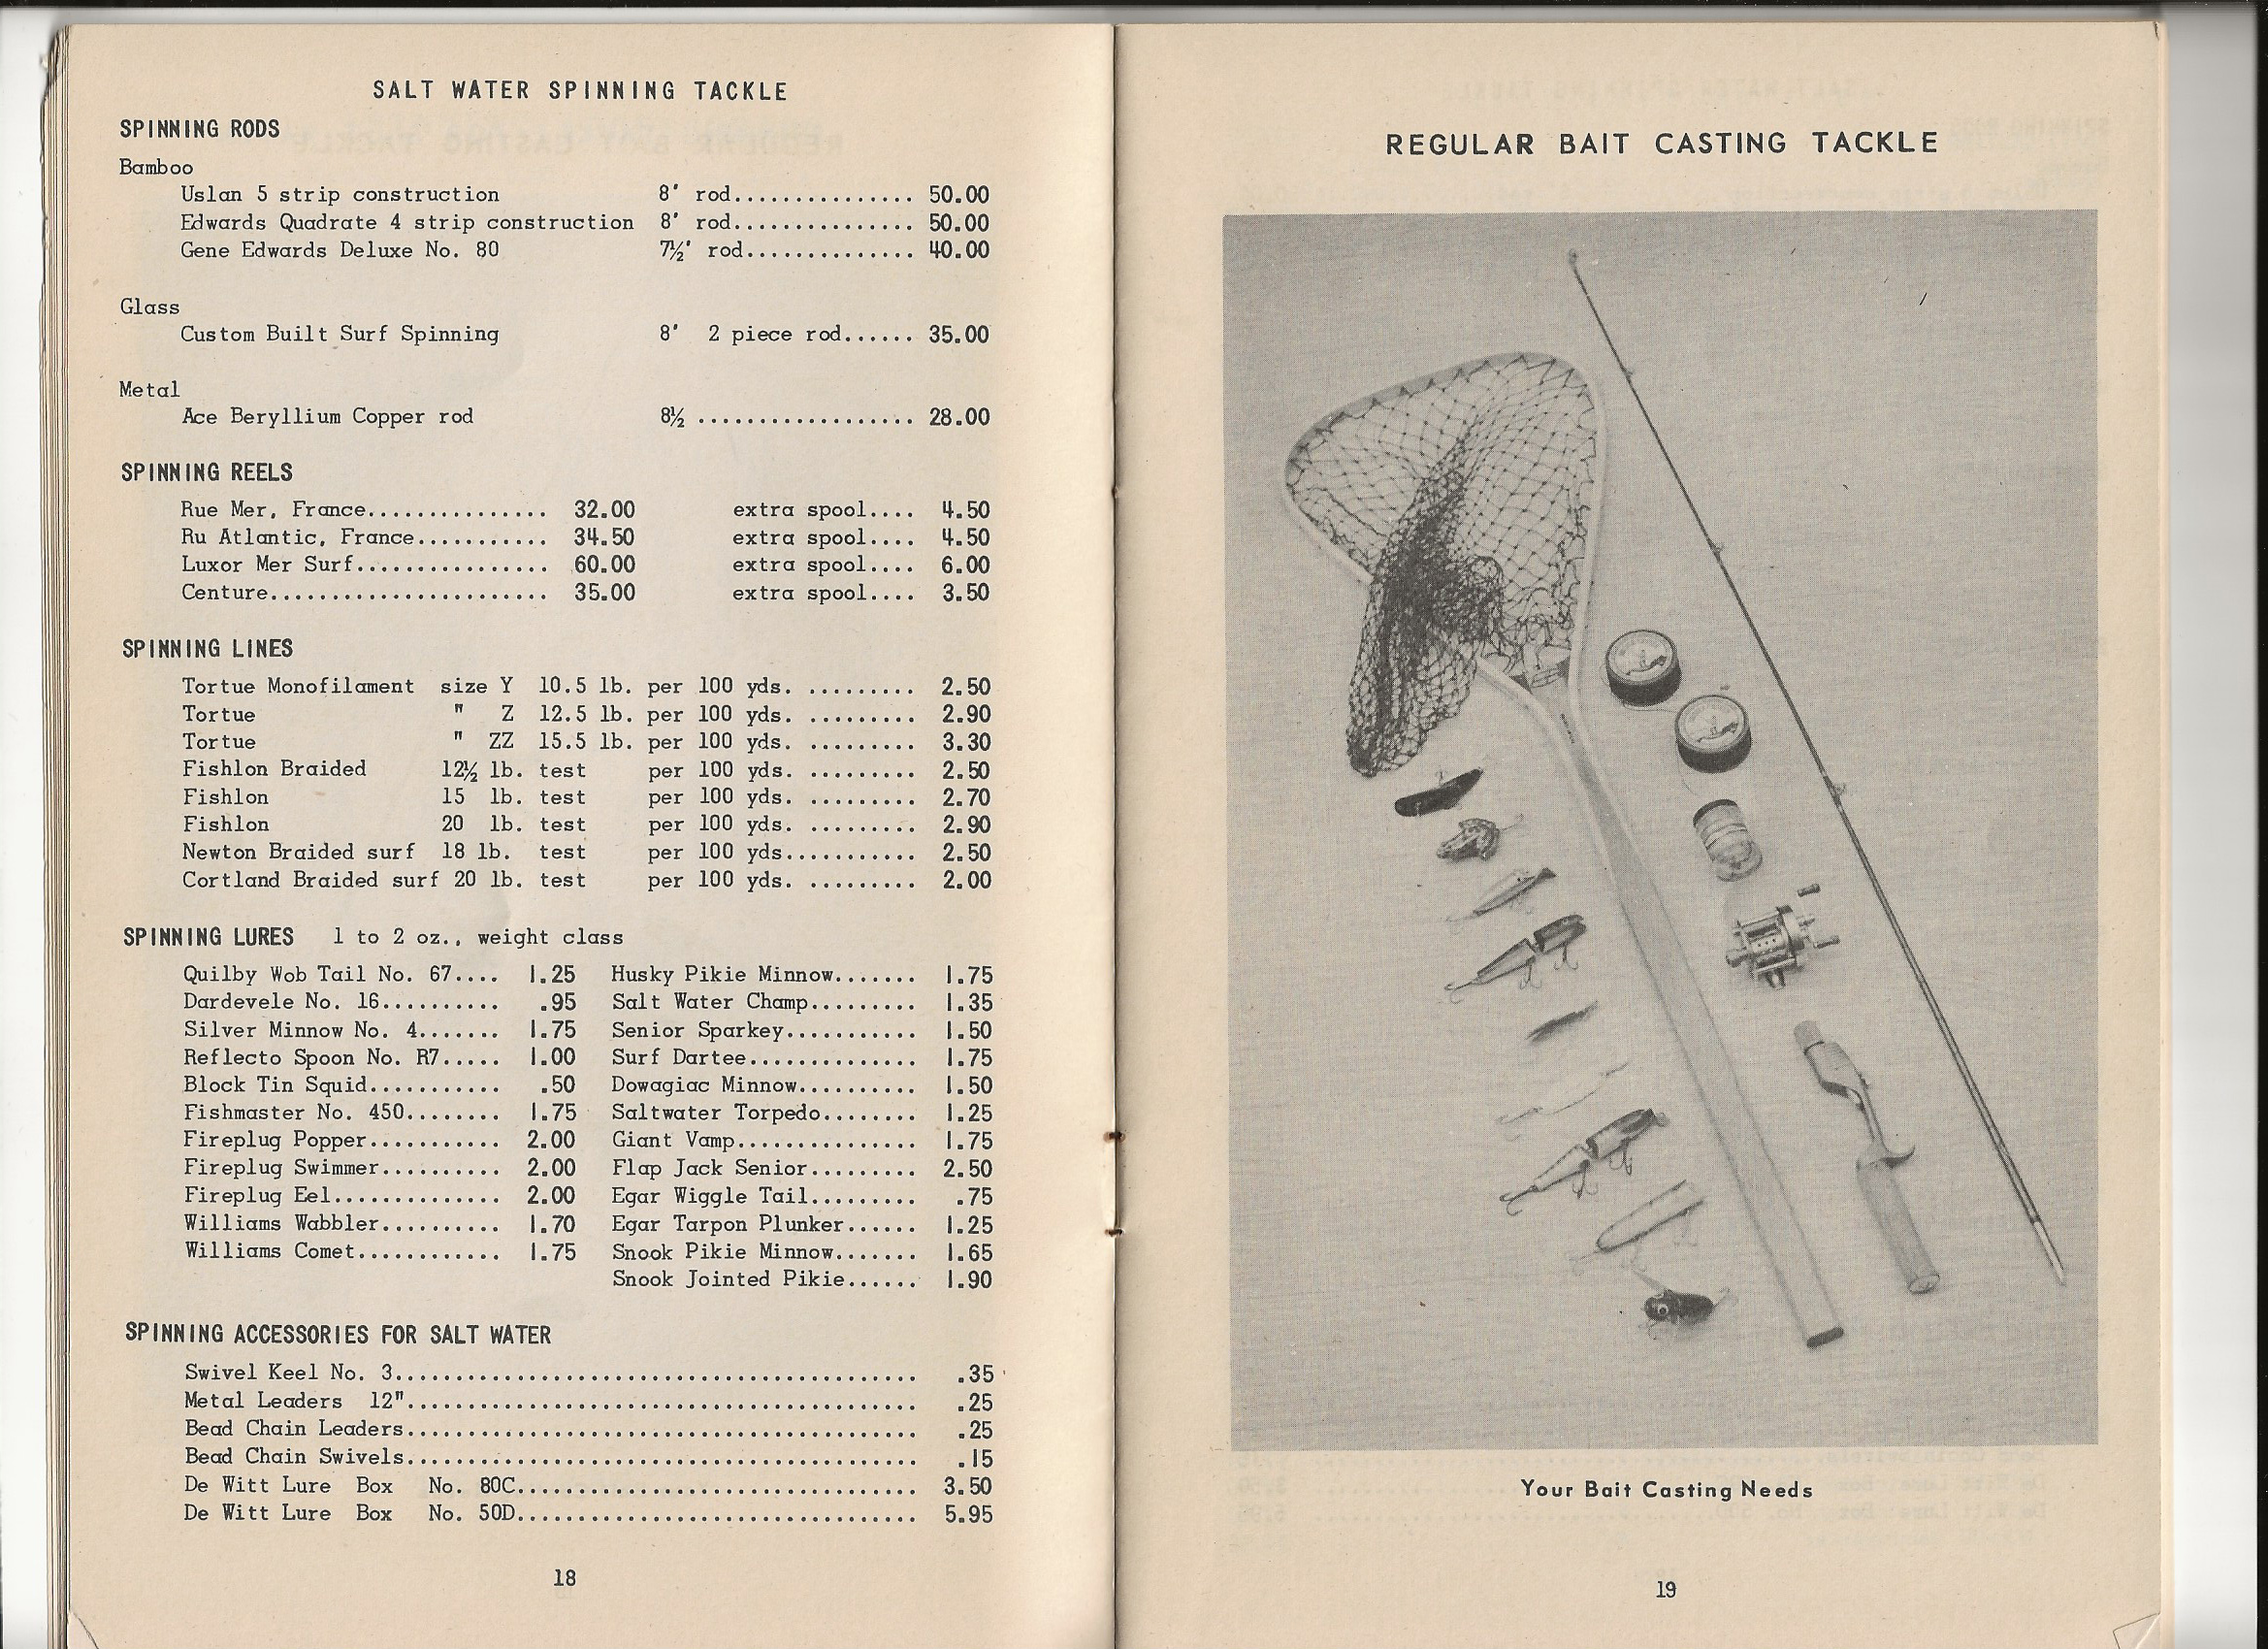 SALT WATER SPINNING TACKLE
SPINNING RODS
Bamboo
Uslan 5 strip construction 8' rod............... 50.00
Edwards Quadrate 4 strip construction 8' rod............... 50.00
Gene Edwards Deluxe No. 80 7½' rod.............. 40.00
Glass
Custom Built Surf Spinning 8' 2 piece rod...... 35.00
Metal
Ace Beryllium Copper rod 8½ .................. 28.00
SPINNING REELS
Rue Mer, France............... 32.00 extra spool.... 4.50
Ru Atlantic, France........... 34.50 extra spool.... 4.50
Luxor Mer Surf................ 60.00 extra spool.... 6.00
Centure....................... 35.00 extra spool.... 3.50
SPINNING LINES
Tortue Monofilament size Y 10.5 lb. per 100 yds. ......... 2.50
Tortue " Z 12.5 lb. per 100 yds. ......... 2.90
Tortue " ZZ 15.5 lb. per 100 yds. ......... 3.30
Fishlon Braided 12½ lb. test per 100 yds. ......... 2.50
Fishlon 15 lb. test per 100 yds. ......... 2.70
Fishlon 20 lb. test per 100 yds. ......... 2.90
Newton Braided surf 18 lb. test per 100 yds........... 2.50
Cortland Braided surf 20 lb. test per 100 yds. ......... 2.00
SPINNING LURES 1 to 2 oz., weight class
Quilby Wob Tail No. 67.... 1.25 Husky Pikie Minnow....... 1.75
Dardevele No. 16.......... .95 Salt Water Champ......... 1.35
Silver Minnow No. 4....... 1.75 Senior Sparkey........... 1.50
Reflecto Spoon No. R7..... 1.00 Surf Dartee.............. 1.75
Block Tin Squid........... .50 Dowagiac Minnow.......... 1.50
Fishmaster No. 450........ 1.75 Saltwater Torpedo........ 1.25
Fireplug Popper........... 2.00 Giant Vamp............... 1.75
Fireplug Swimmer.......... 2.00 Flap Jack Senior......... 2.50
Fireplug Eel.............. 2.00 Egar Wiggle Tail......... .75
Williams Wabbler.......... 1.70 Egar Tarpon Plunker...... 1.25
Williams Comet............ 1.75 Snook Pikie Minnow....... 1.65
Snook Jointed Pikie...... 1.90
SPINNING ACCESSORIES FOR SALT WATER
Swivel Keel No. 3........................................... .35
Metal Leaders 12".......................................... .25
Bead Chain Leaders.......................................... .25
Bead Chain Swivels.......................................... .15
De Witt Lure Box No. 80C................................. 3.50
De Witt Lure Box No. 50D................................. 5.95
18
REGULAR BAIT CASTING TACKLE
Your Bait Casting Needs
19